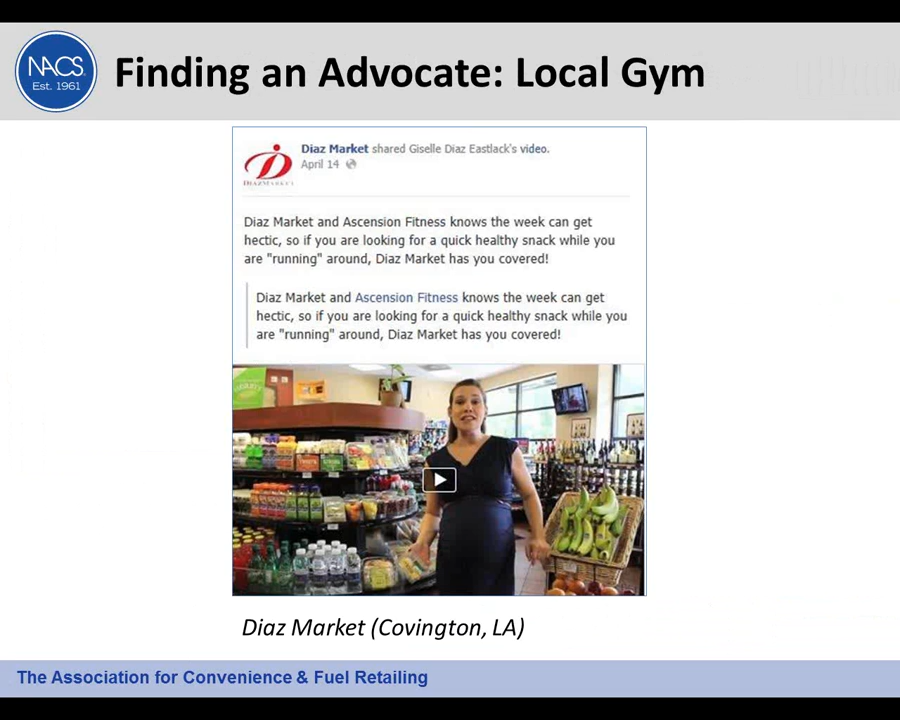 NACS
Est. 1961
Finding an Advocate: Local Gym
Diaz Market shared Giselle Diaz Eastlack's video.
April 14
DIAZMARKET
Diaz Market and Ascension Fitness knows the week can get
hectic, so if you are looking for a quick healthy snack while you
are "running" around, Diaz Market has you covered!
Diaz Market and Ascension Fitness knows the week can get
hectic, so if you are looking for a quick healthy snack while you
are "running" around, Diaz Market has you covered!
Diaz Market (Covington, LA)
The Association for Convenience & Fuel Retailing